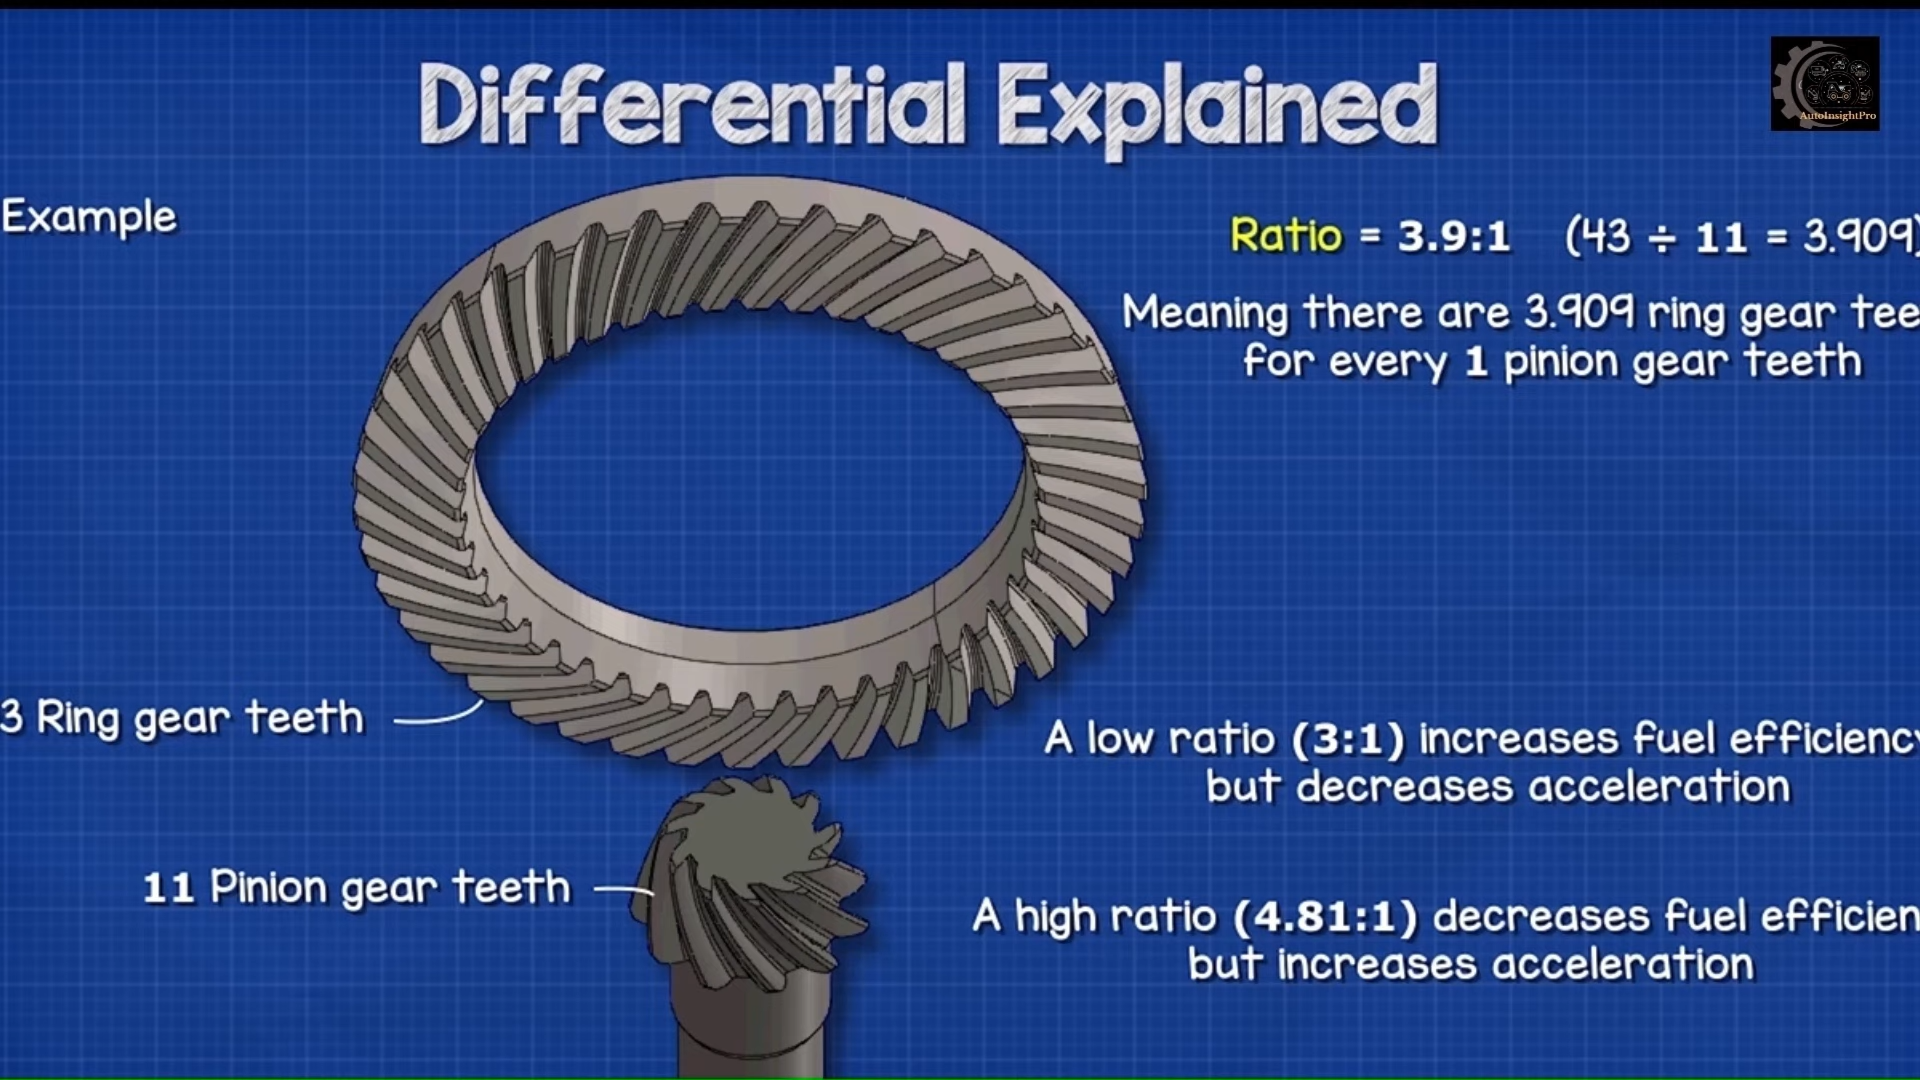 Differential Explained
AutoInsightPro
Example
Ratio = 3.9:1 (43 ÷ 11 = 3.909)
Meaning there are 3.909 ring gear tee
for every 1 pinion gear teeth
3 Ring gear teeth
A low ratio (3:1) increases fuel efficiency
but decreases acceleration
11 Pinion gear teeth
A high ratio (4.81:1) decreases fuel efficien
but increases acceleration